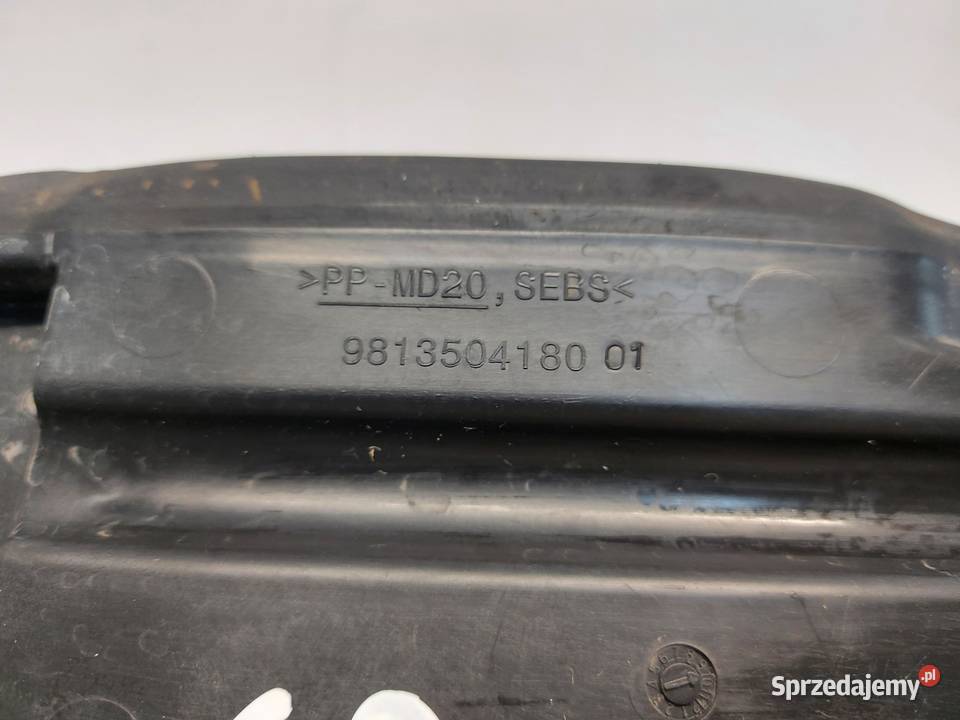 >PP-MD20, SEBS<
9813504180 01
Sprzedajemy.pl